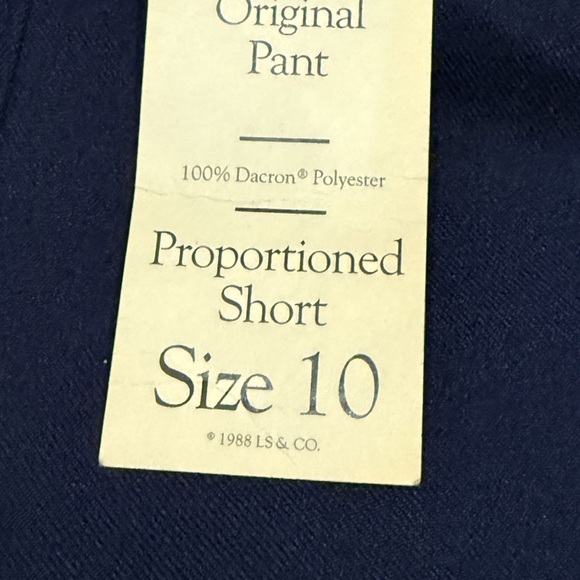 Original
Pant
100% Dacron® Polyester
Proportioned
Short
Size 10
© 1988 LS & CO.